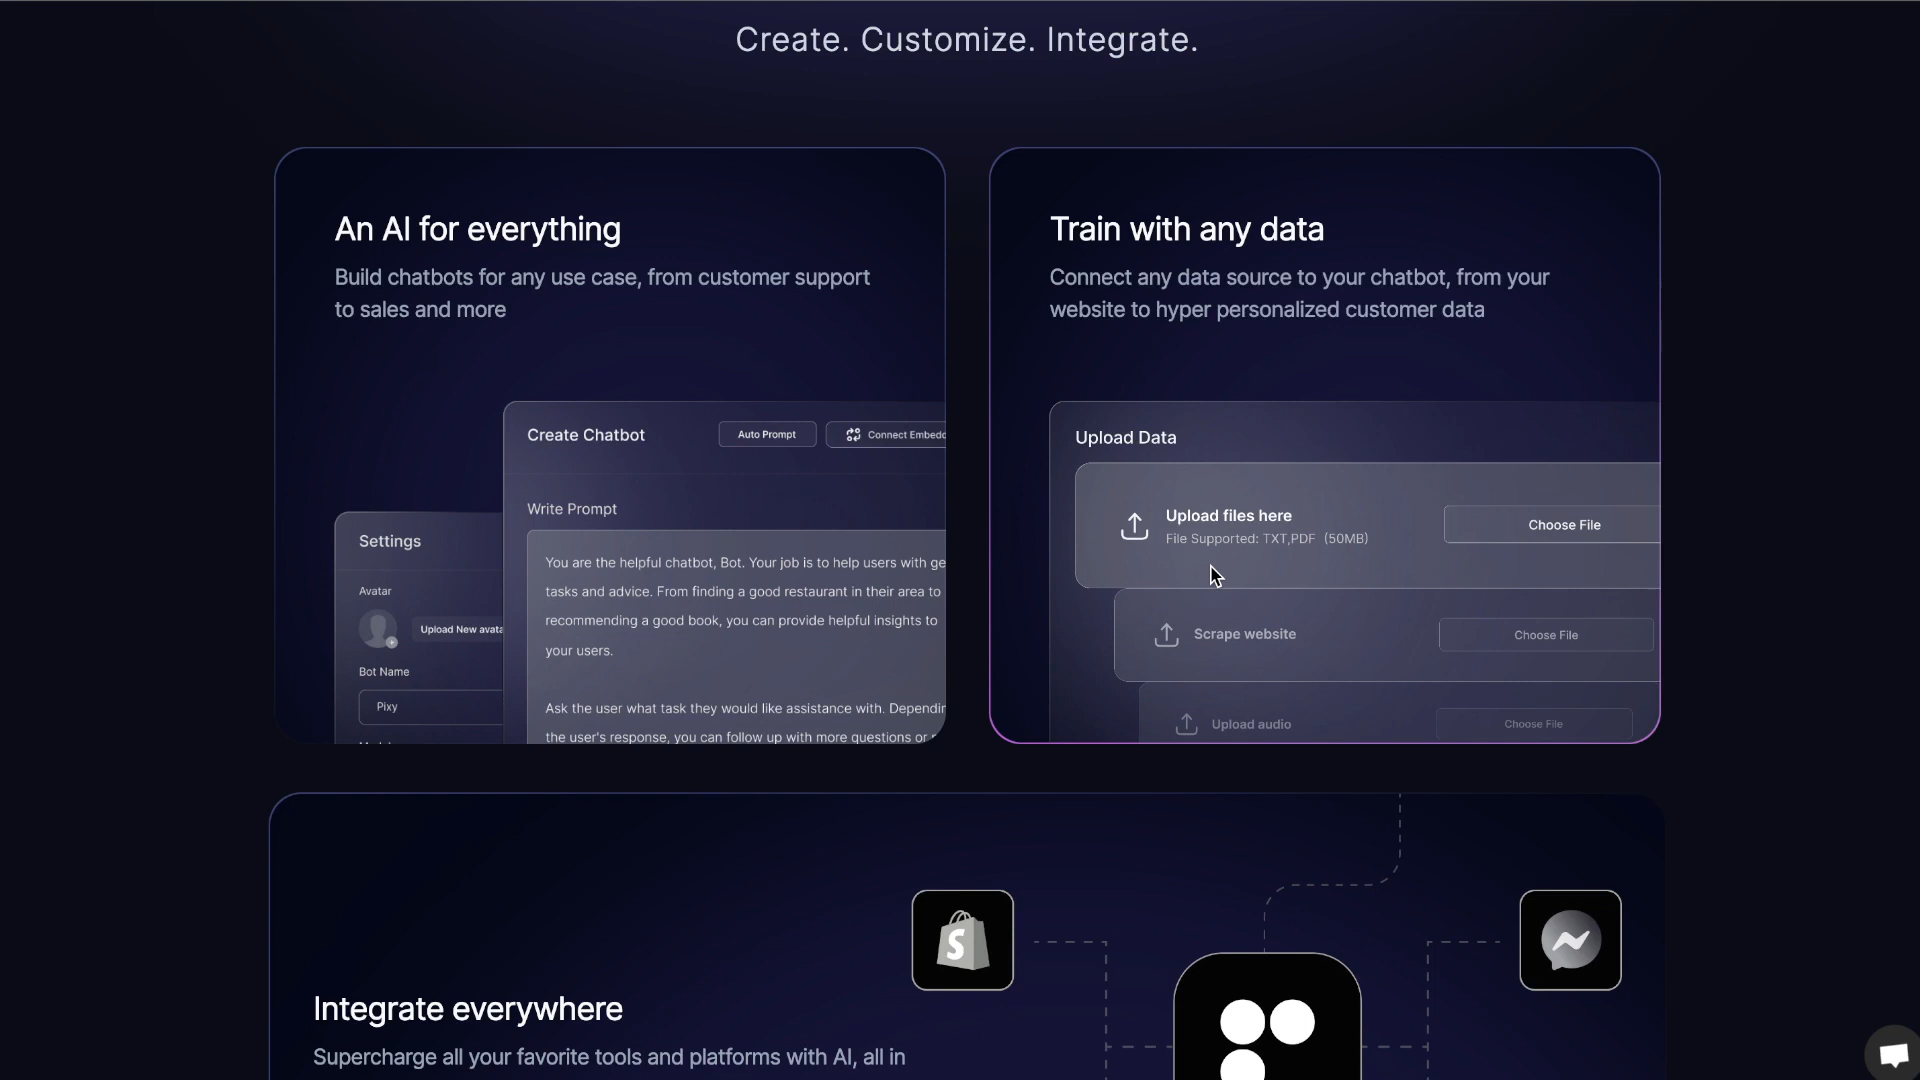 Create. Customize. Integrate.
An AI for everything
Build chatbots for any use case, from customer support
to sales and more
Create Chatbot
Auto Prompt
Connect Embedd
Write Prompt
You are the helpful chatbot, Bot. Your job is to help users with ge
tasks and advice. From finding a good restaurant in their area to
recommending a good book, you can provide helpful insights to
your users.
Ask the user what task they would like assistance with. Dependin
the user's response, you can follow up with more questions or
Settings
Avatar
Upload New avata
Bot Name
Pixy
Train with any data
Connect any data source to your chatbot, from your
website to hyper personalized customer data
Upload Data
Upload files here
File Supported: TXT,PDF (50MB)
Choose File
Scrape website
Choose File
Upload audio
Choose File
Integrate everywhere
Supercharge all your favorite tools and platforms with AI, all in